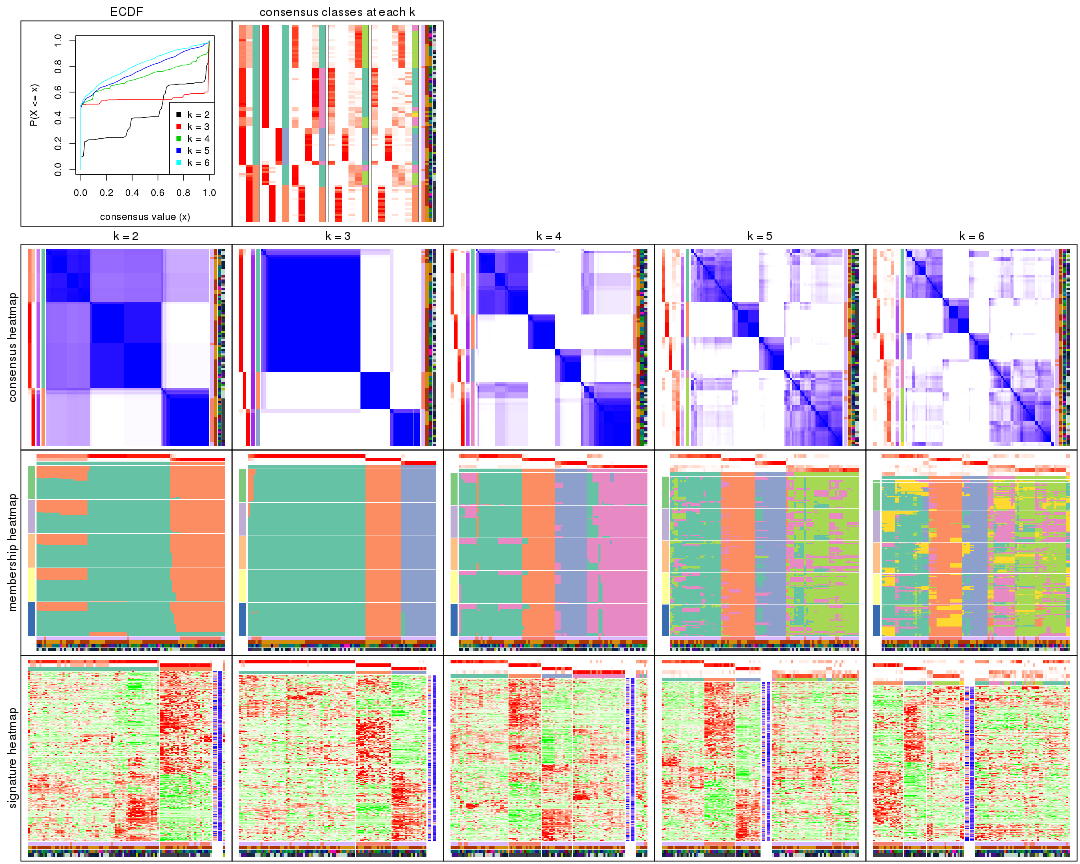 ECDF
consensus classes at each k
P(X <= x)
0.0 0.2 0.4 0.6 0.8 1.0
k = 2
k = 3
k = 4
k = 5
k = 6
0.0 0.2 0.4 0.6 0.8 1.0
consensus value (x)
k = 2 k = 3 k = 4 k = 5 k = 6
consensus heatmap
membership heatmap
signature heatmap